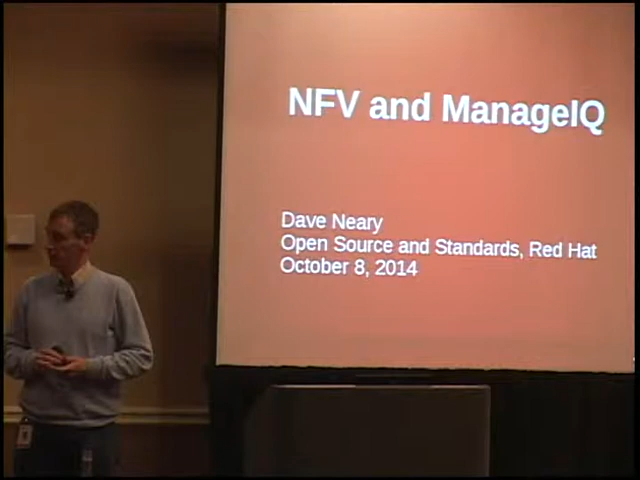 NFV and ManageIQ
Dave Neary
Open Source and Standards, Red Hat
October 8, 2014